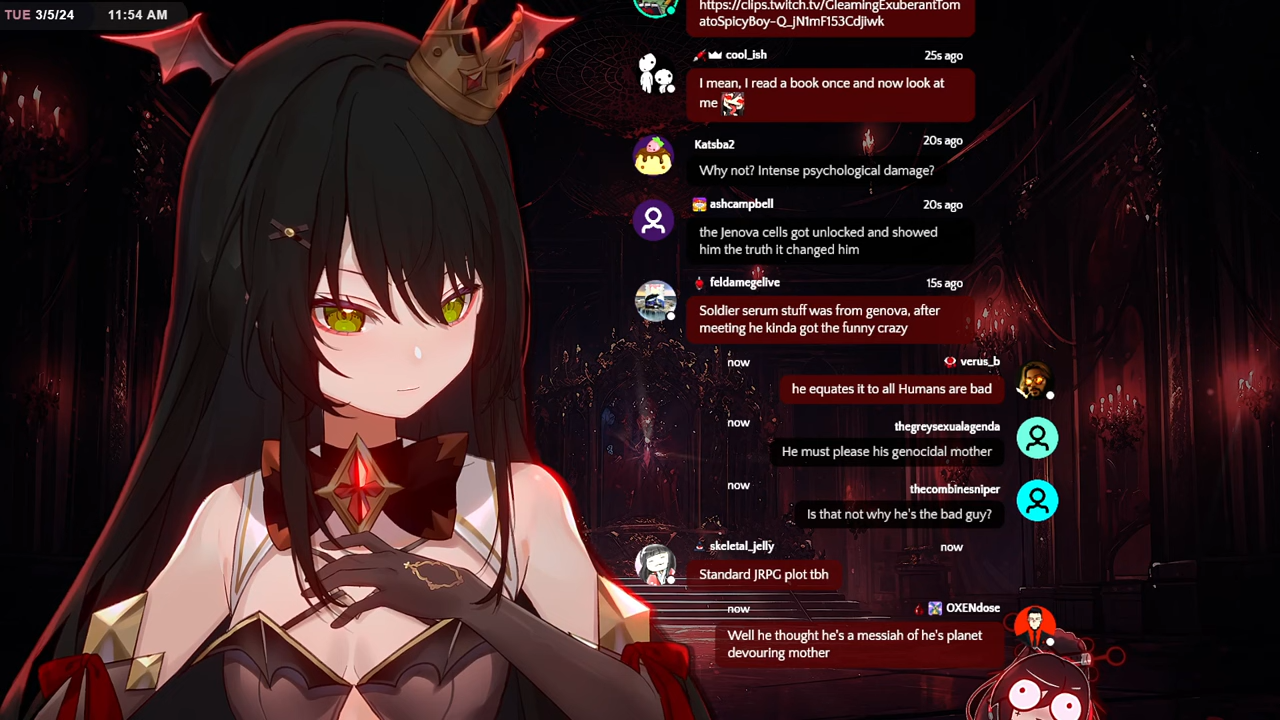 TUE 3/5/24 11:54 AM
https://clips.twitch.tv/GleamingExuberantTom
atoSpicyBoy-Q_jN1mF153CdjIwk
cool_ish 25s ago
I mean, I read a book once and now look at
me
Katsba2 20s ago
Why not? Intense psychological damage?
ashcampbell 20s ago
the Jenova cells got unlocked and showed
him the truth it changed him
feldamegelive 15s ago
Soldier serum stuff was from genova, after
meeting he kinda got the funny crazy
now verus_b
he equates it to all Humans are bad
now thegreysexualagenda
He must please his genocidal mother
now thecombinesniper
Is that not why he's the bad guy?
skeletal_jelly now
Standard JRPG plot tbh
now OXENdose
Well he thought he's a messiah of he's planet
devouring mother